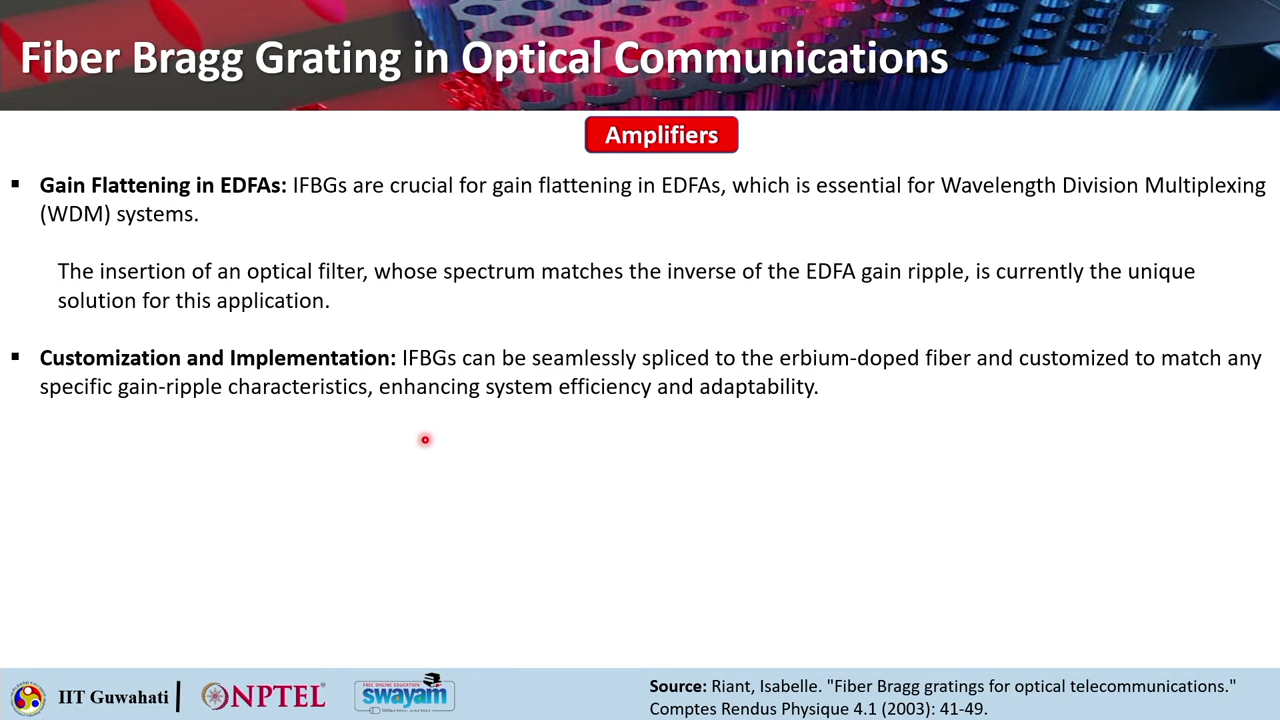 Fiber Bragg Grating in Optical Communications
Amplifiers
▪ Gain Flattening in EDFAs: IFBGs are crucial for gain flattening in EDFAs, which is essential for Wavelength Division Multiplexing
(WDM) systems.
The insertion of an optical filter, whose spectrum matches the inverse of the EDFA gain ripple, is currently the unique
solution for this application.
▪ Customization and Implementation: IFBGs can be seamlessly spliced to the erbium-doped fiber and customized to match any
specific gain-ripple characteristics, enhancing system efficiency and adaptability.
IIT Guwahati
NPTEL
FREE ONLINE EDUCATION
swayam
Source: Riant, Isabelle. "Fiber Bragg gratings for optical telecommunications."
Comptes Rendus Physique 4.1 (2003): 41-49.